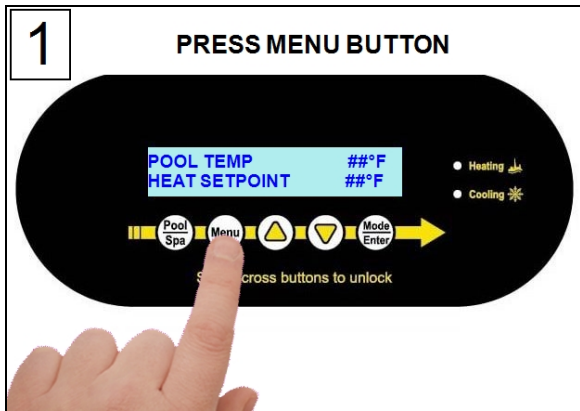 1
PRESS MENU BUTTON
POOL TEMP ##°F
HEAT SETPOINT ##°F
Heating
Cooling
Pool
Spa
Menu
Mode
Enter
cross buttons to unlock